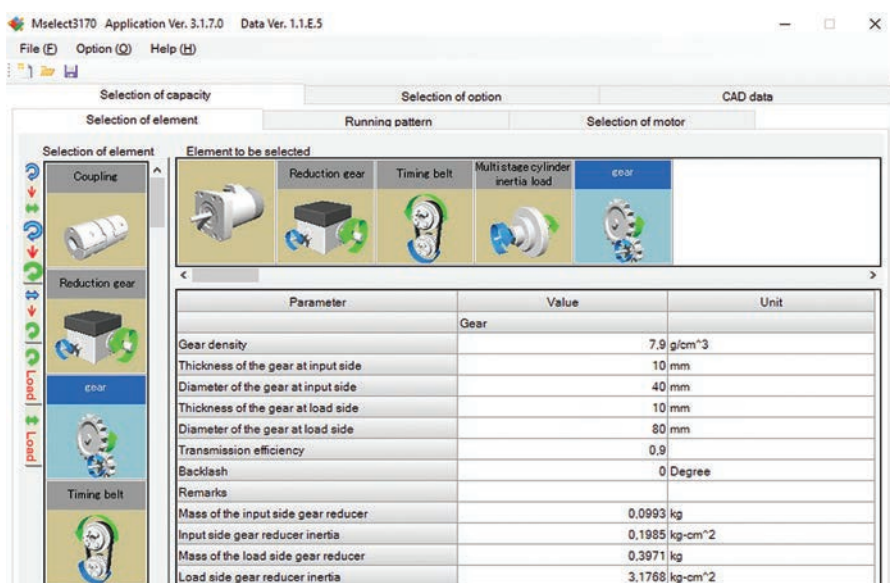 Mselect3170 Application Ver. 3.1.7.0 Data Ver. 1.1.E.5
File (F) Option (O) Help (H)
Selection of capacity Selection of option CAD data
Selection of element Running pattern Selection of motor
Selection of element Element to be selected
Coupling
Reduction gear Timing belt Multi stage cylinder inertia load gear
Reduction gear
gear
Timing belt
Load
Load
Parameter Value Unit
Gear
Gear density 7,9 g/cm^3
Thickness of the gear at input side 10 mm
Diameter of the gear at input side 40 mm
Thickness of the gear at load side 10 mm
Diameter of the gear at load side 80 mm
Transmission efficiency 0,9
Backlash 0 Degree
Remarks
Mass of the input side gear reducer 0,0993 kg
Input side gear reducer inertia 0,1985 kg-cm^2
Mass of the load side gear reducer 0,3971 kg
Load side gear reducer inertia 3,1768 kg-cm^2